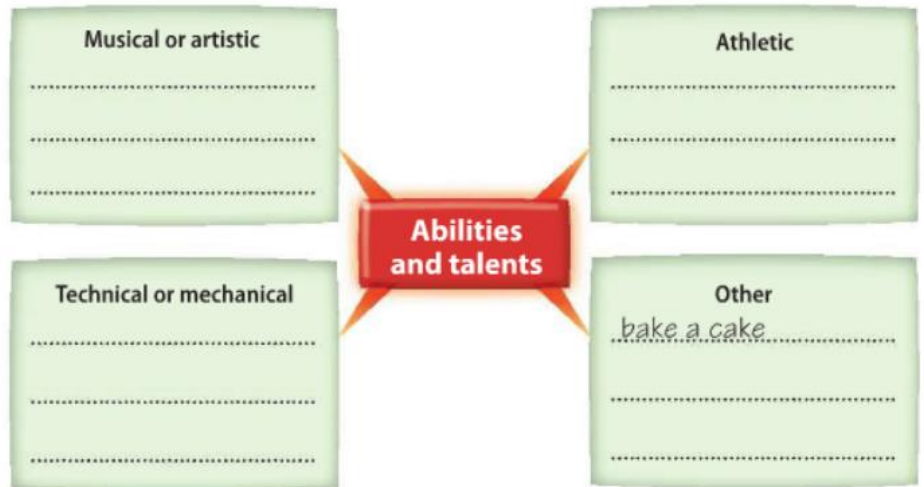 Musical or artistic
Athletic
Abilities
and talents
Technical or mechanical
Other
bake a cake